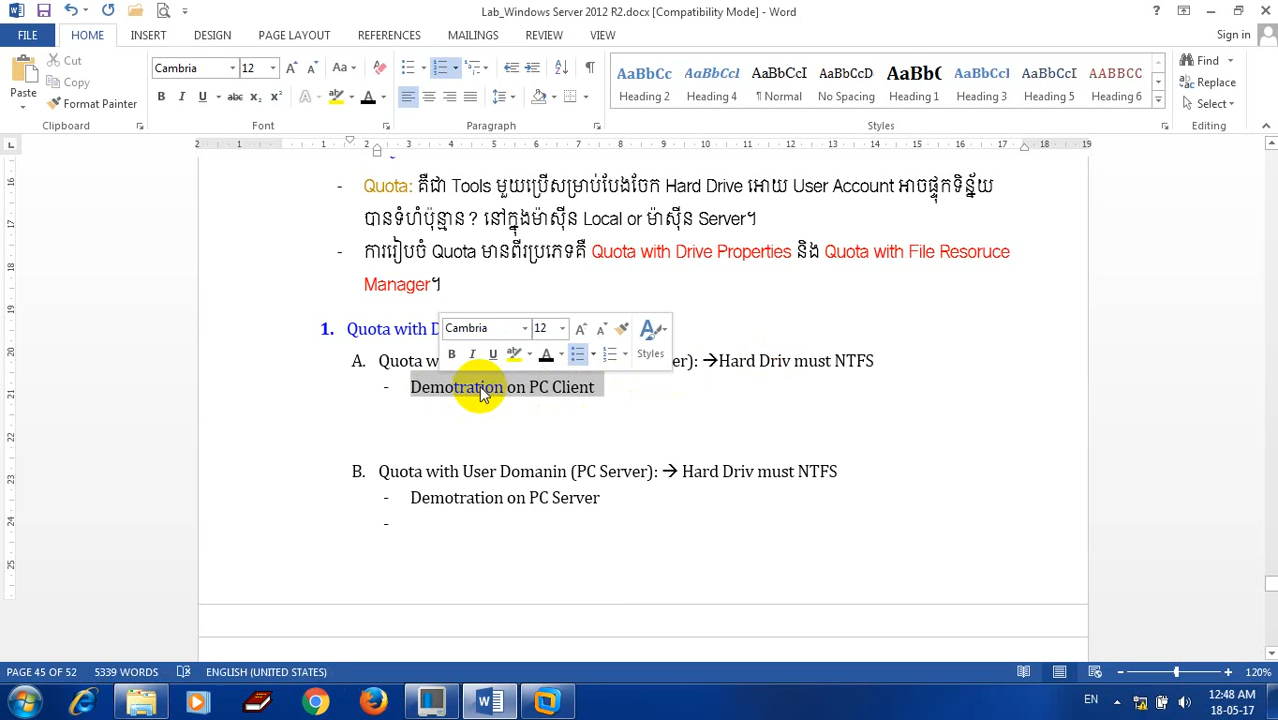 Lab_Windows Server 2012 R2.docx [Compatibility Mode] - Word
FILE HOME INSERT DESIGN PAGE LAYOUT REFERENCES MAILINGS REVIEW VIEW Sign in
Cut
Copy
Format Painter
Paste
Cambria 12
AaBbCc AaBbCcI AaBbCcI AaBbCcD AaBb( AaBbCcI AaBbCcI AABBCC
Heading 2 Heading 4 ¶ Normal No Spacing Heading 1 Heading 3 Heading 5 Heading 6
Find
Replace
Select
Clipboard Font Paragraph Styles Editing
- Quota: គឺជា Tools មួយប្រើសម្រាប់បែងចែក Hard Drive អោយ User Account អាចផ្ទុកទិន្ន័យ
បានទំហំប៉ុន្មាន? នៅក្នុងម៉ាស៊ីន Local or ម៉ាស៊ីន Server។
- ការរៀបចំ Quota មានពីរប្រភេទគឺ Quota with Drive Properties និង Quota with File Resoruce
Manager។
1. Quota with D
Cambria 12
Styles
A. Quota w er): →Hard Driv must NTFS
- Demotration on PC Client
B. Quota with User Domanin (PC Server): → Hard Driv must NTFS
- Demotration on PC Server
-
PAGE 45 OF 52 5339 WORDS ENGLISH (UNITED STATES) 120%
EN 12:48 AM
18-05-17